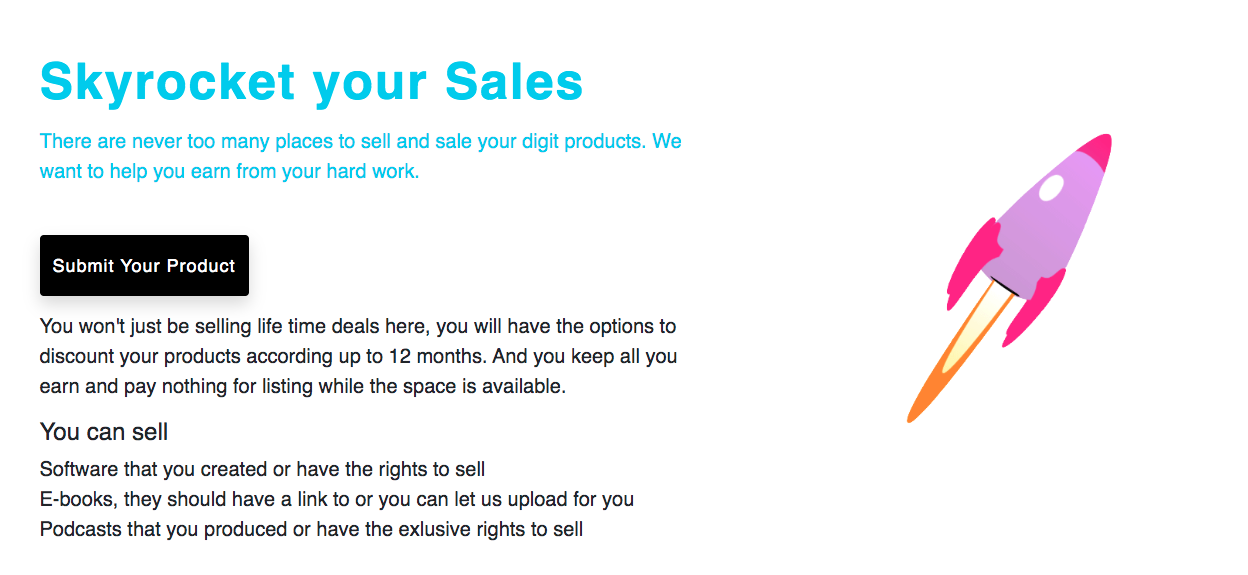 Skyrocket your Sales
There are never too many places to sell and sale your digit products. We
want to help you earn from your hard work.
Submit Your Product
You won't just be selling life time deals here, you will have the options to
discount your products according up to 12 months. And you keep all you
earn and pay nothing for listing while the space is available.
You can sell
Software that you created or have the rights to sell
E-books, they should have a link to or you can let us upload for you
Podcasts that you produced or have the exlusive rights to sell